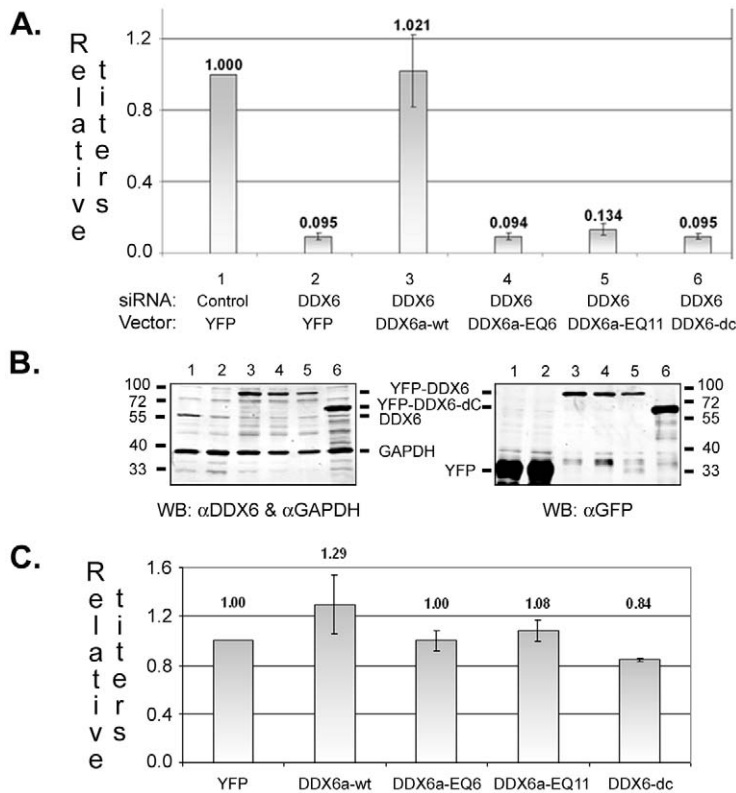 A.
Relative titers
1.2
0.8
0.4
0.0
1.000
0.095
1.021
0.094
0.134
0.095
1 2 3 4 5 6
siRNA: Control DDX6 DDX6 DDX6 DDX6 DDX6
Vector: YFP YFP DDX6a-wt DDX6a-EQ6 DDX6a-EQ11 DDX6-dc
B.
1 2 3 4 5 6
100
72
55
40
33
YFP-DDX6
YFP-DDX6-dC
DDX6
GAPDH
YFP
1 2 3 4 5 6
100
72
55
40
33
WB: αDDX6 & αGAPDH
WB: αGFP
C.
Relative titers
1.6
1.2
0.8
0.4
0.0
1.00
1.29
1.00
1.08
0.84
YFP DDX6a-wt DDX6a-EQ6 DDX6a-EQ11 DDX6-dc